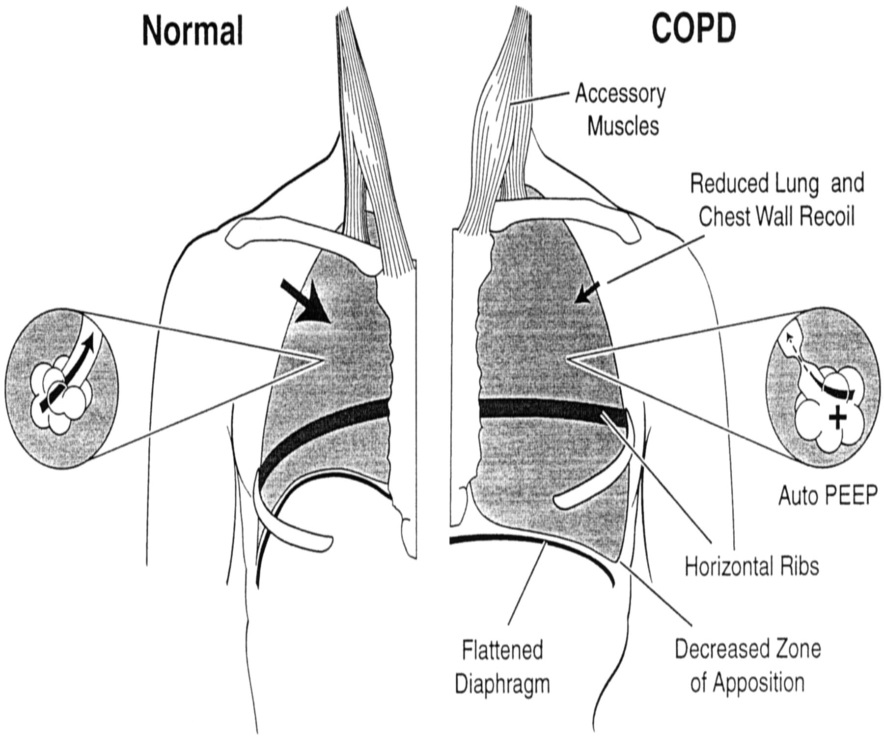 Normal
COPD
Accessory
Muscles
Reduced Lung and
Chest Wall Recoil
+
Auto PEEP
Horizontal Ribs
Flattened
Diaphragm
Decreased Zone
of Apposition